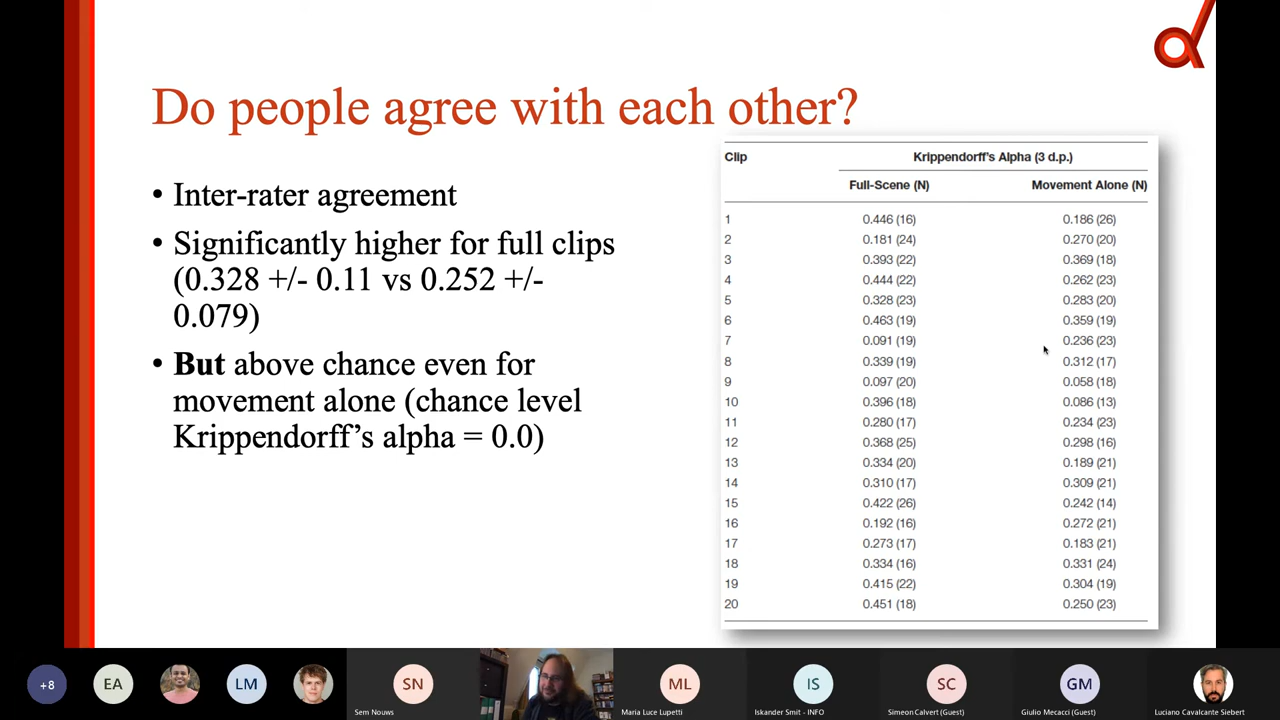 Do people agree with each other?
• Inter-rater agreement
• Significantly higher for full clips
(0.328 +/- 0.11 vs 0.252 +/-
0.079)
• But above chance even for
movement alone (chance level
Krippendorff’s alpha = 0.0)
Clip Krippendorff's Alpha (3 d.p.)
Full-Scene (N) Movement Alone (N)
1 0.446 (16) 0.186 (26)
2 0.181 (24) 0.270 (20)
3 0.393 (22) 0.369 (18)
4 0.444 (22) 0.262 (23)
5 0.328 (23) 0.283 (20)
6 0.463 (19) 0.359 (19)
7 0.091 (19) 0.236 (23)
8 0.339 (19) 0.312 (17)
9 0.097 (20) 0.058 (18)
10 0.396 (18) 0.086 (13)
11 0.280 (17) 0.234 (23)
12 0.368 (25) 0.298 (16)
13 0.334 (20) 0.189 (21)
14 0.310 (17) 0.309 (21)
15 0.422 (26) 0.242 (14)
16 0.192 (16) 0.272 (21)
17 0.273 (17) 0.183 (21)
18 0.334 (16) 0.331 (24)
19 0.415 (22) 0.304 (19)
20 0.451 (18) 0.250 (23)
+8 EA LM SN ML IS SC GM
Sem Nouws Maria Luce Lupetti Iskander Smit - INFO Simeon Calvert (Guest) Giulio Mecacci (Guest) Luciano Cavalcante Siebert